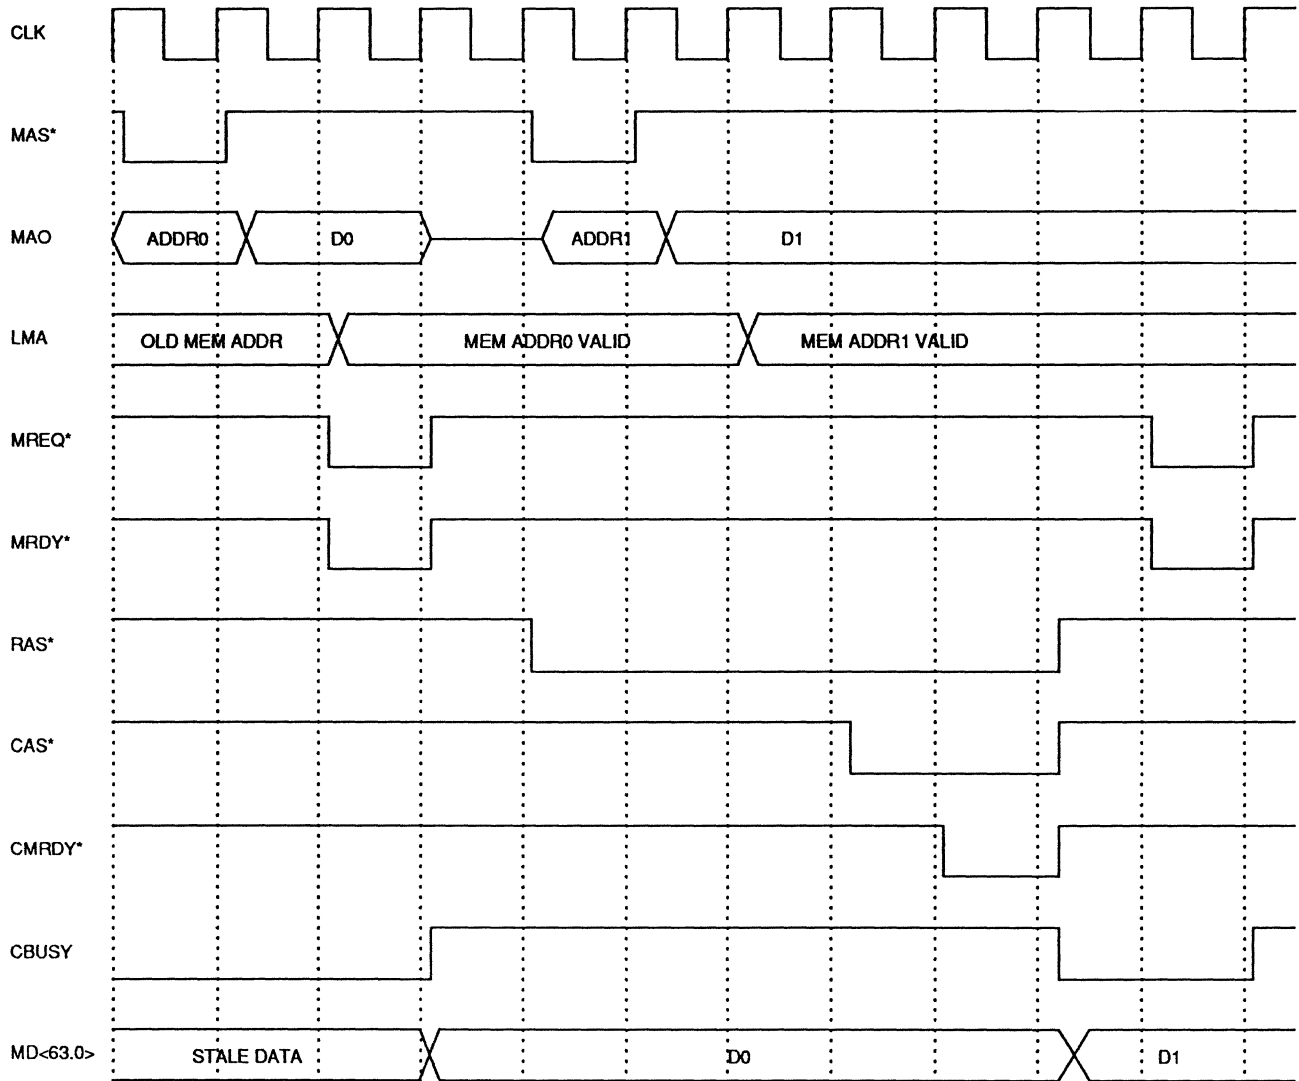 CLK
MAS*
MAO ADDR0 D0 ADDR1 D1
LMA OLD MEM ADDR MEM ADDR0 VALID MEM ADDR1 VALID
MREQ*
MRDY*
RAS*
CAS*
CMRDY*
CBUSY
MD<63.0> STALE DATA D0 D1